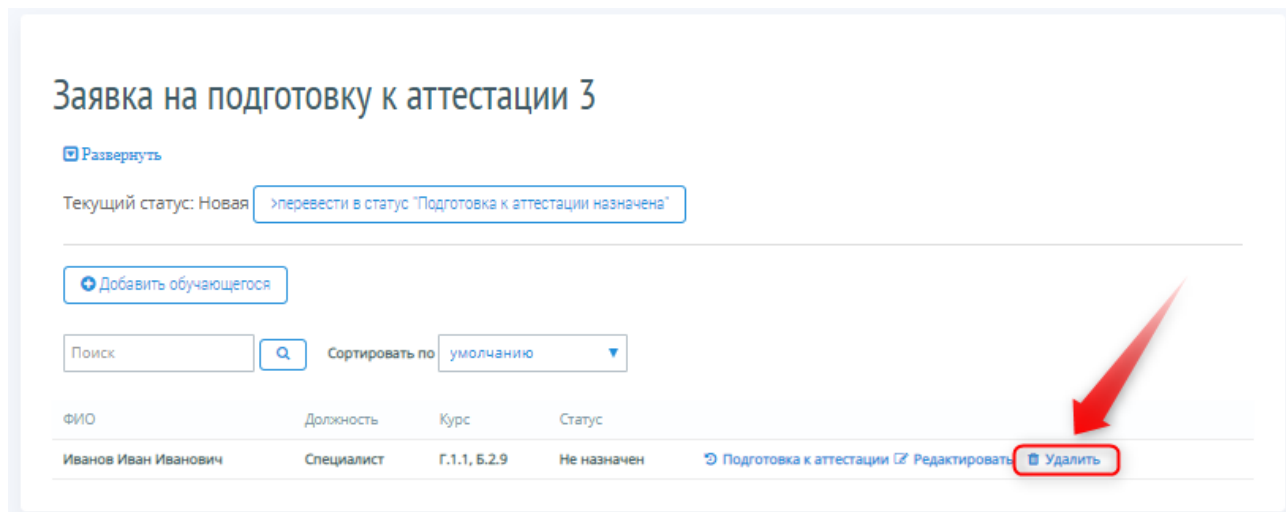 Заявка на подготовку к аттестации 3
Развернуть
Текущий статус: Новая >перевести в статус "Подготовка к аттестации назначена"
Добавить обучающегося
Поиск Сортировать по умолчанию
ФИО Должность Курс Статус
Иванов Иван Иванович Специалист Г.1.1, Б.2.9 Не назначен Подготовка к аттестации Редактировать Удалить